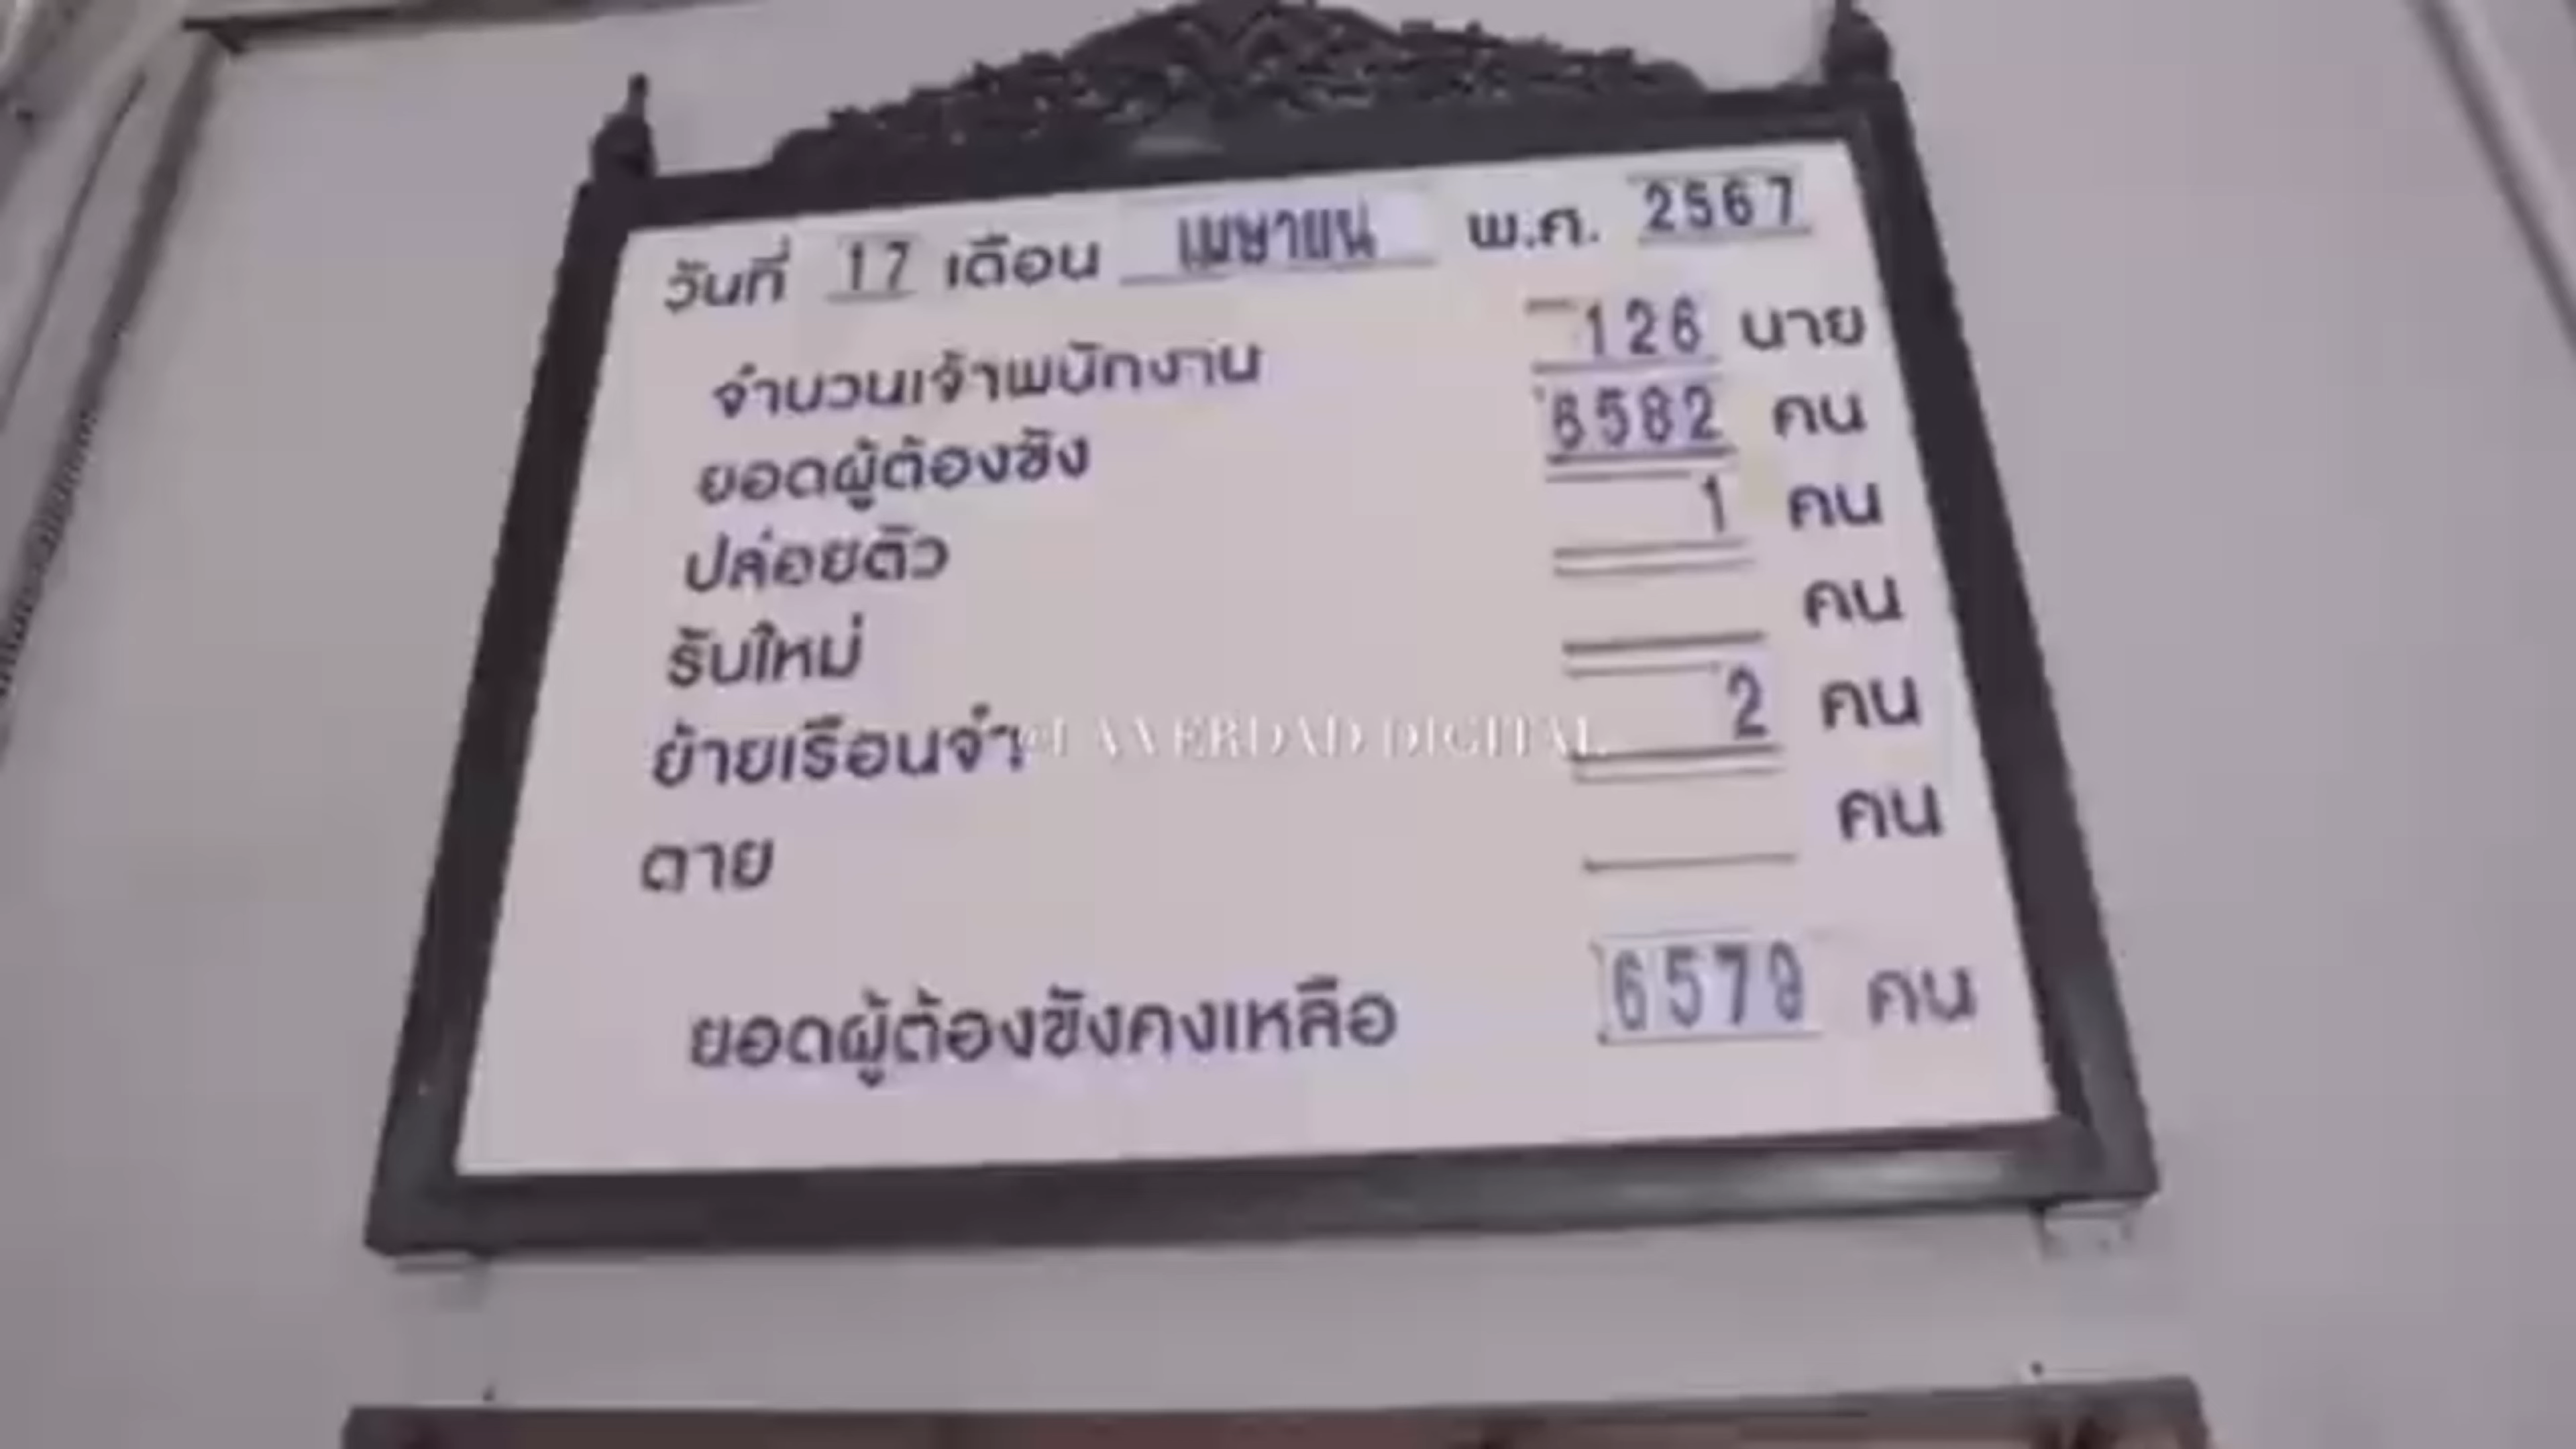 วันที่ 17 เดือน เมษายน พ.ศ. 2567
จำนวนเจ้าพนักงาน 126 นาย
ยอดผู้ต้องขัง 6582 คน
ปล่อยตัว 1 คน
รับใหม่ คน
ย้ายเรือนจำ 2 คน
©LA VERDAD DIGITAL
ตาย คน
ยอดผู้ต้องขังคงเหลือ 6579 คน